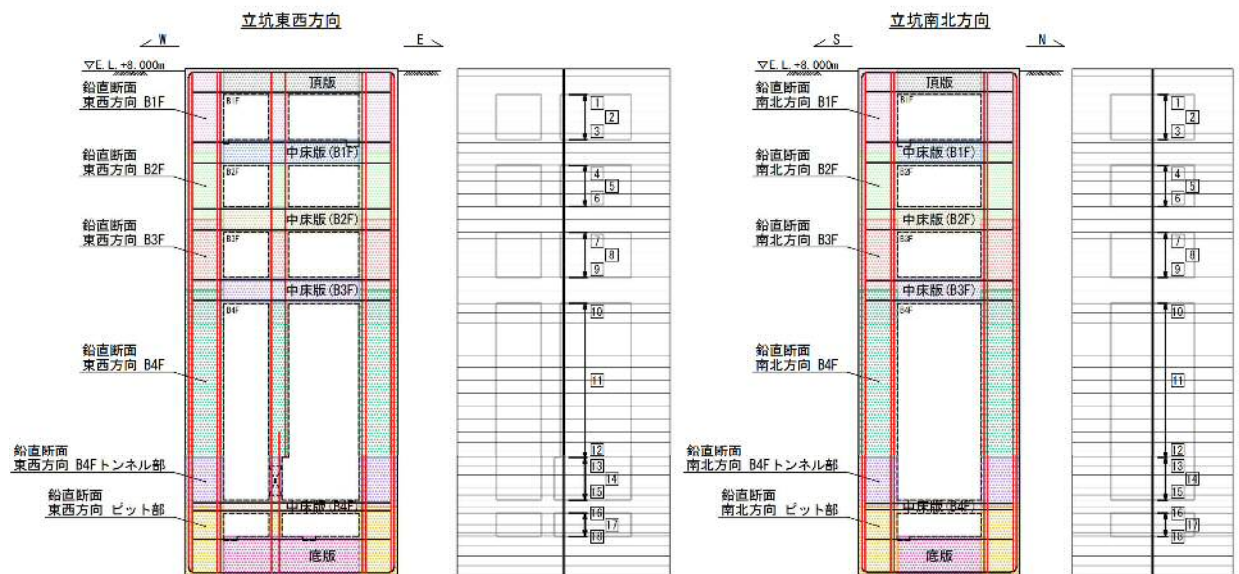 立坑東西方向
W
E
▽E.L.+8.000m
頂版
鉛直断面
東西方向 B1F
B1F
中床版(B1F)
鉛直断面
東西方向 B2F
B2F
中床版(B2F)
鉛直断面
東西方向 B3F
B3F
中床版(B3F)
B4F
鉛直断面
東西方向 B4F
鉛直断面
東西方向 B4Fトンネル部
中床版(B4F)
鉛直断面
東西方向 ピット部
底版
1
2
3
4
5
6
7
8
9
10
11
12
13
14
15
16
17
18
立坑南北方向
S
N
▽E.L.+8.000m
頂版
鉛直断面
南北方向 B1F
B1F
中床版(B1F)
鉛直断面
南北方向 B2F
B2F
中床版(B2F)
鉛直断面
南北方向 B3F
B3F
中床版(B3F)
B4F
鉛直断面
南北方向 B4F
鉛直断面
南北方向 B4Fトンネル部
中床版(B4F)
鉛直断面
南北方向 ピット部
底版
1
2
3
4
5
6
7
8
9
10
11
12
13
14
15
16
17
18